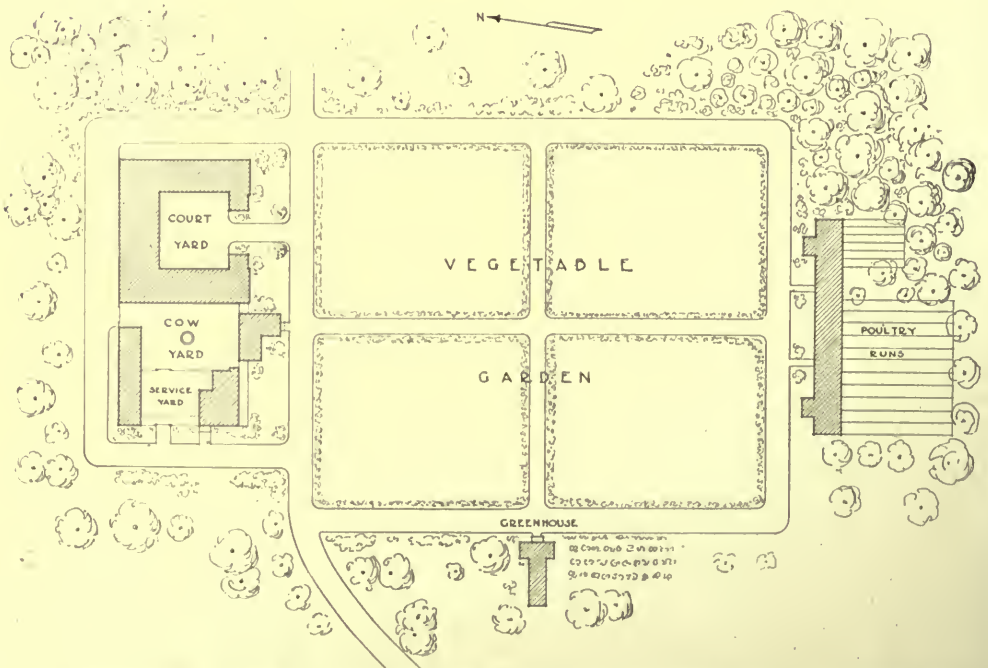 N
COURT
YARD
VEGETABLE
COW
YARD
POULTRY
RUNS
SERVICE
YARD
GARDEN
GREENHOUSE